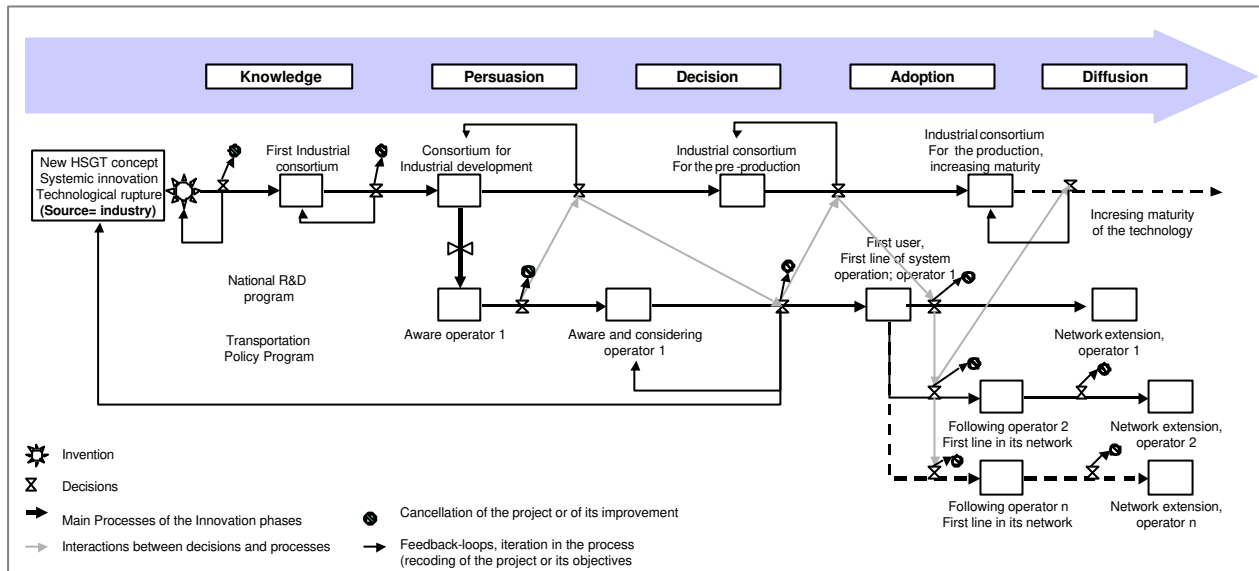 Knowledge
Persuasion
Decision
Adoption
Diffusion
New HSGT concept
Systemic innovation
Technological rupture
(Source= industry)
First Industrial
consortium
Consortium for
Industrial development
Industrial consortium
For the pre -production
Industrial consortium
For the production,
increasing maturity
Incresing maturity
of the technology
First user,
First line of system
operation; operator 1
National R&D
program
Transportation
Policy Program
Aware operator 1
Aware and considering
operator 1
Network extension,
operator 1
Following operator 2
First line in its network
Network extension,
operator 2
Following operator n
First line in its network
Network extension,
operator n
Invention
Decisions
Main Processes of the Innovation phases
Interactions between decisions and processes
Cancellation of the project or of its improvement
Feedback-loops, iteration in the process
(recoding of the project or its objectives